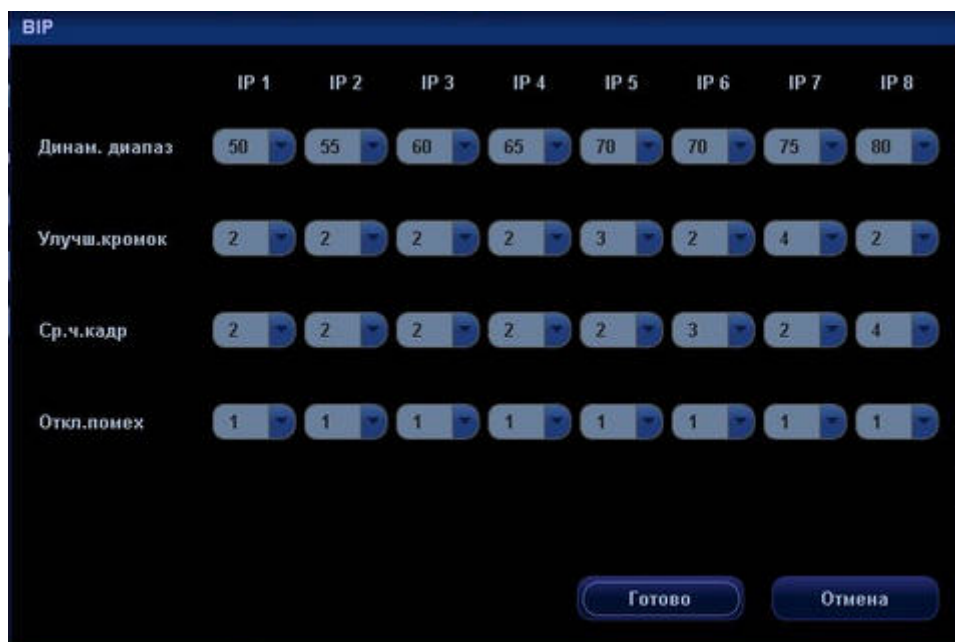 BIP
IP 1 IP 2 IP 3 IP 4 IP 5 IP 6 IP 7 IP 8
Динам. диапаз 50 55 60 65 70 70 75 80
Улучш.кромок 2 2 2 2 3 2 4 2
Ср.ч.кадр 2 2 2 2 2 3 2 4
Откл.помех 1 1 1 1 1 1 1 1
Готово Отмена